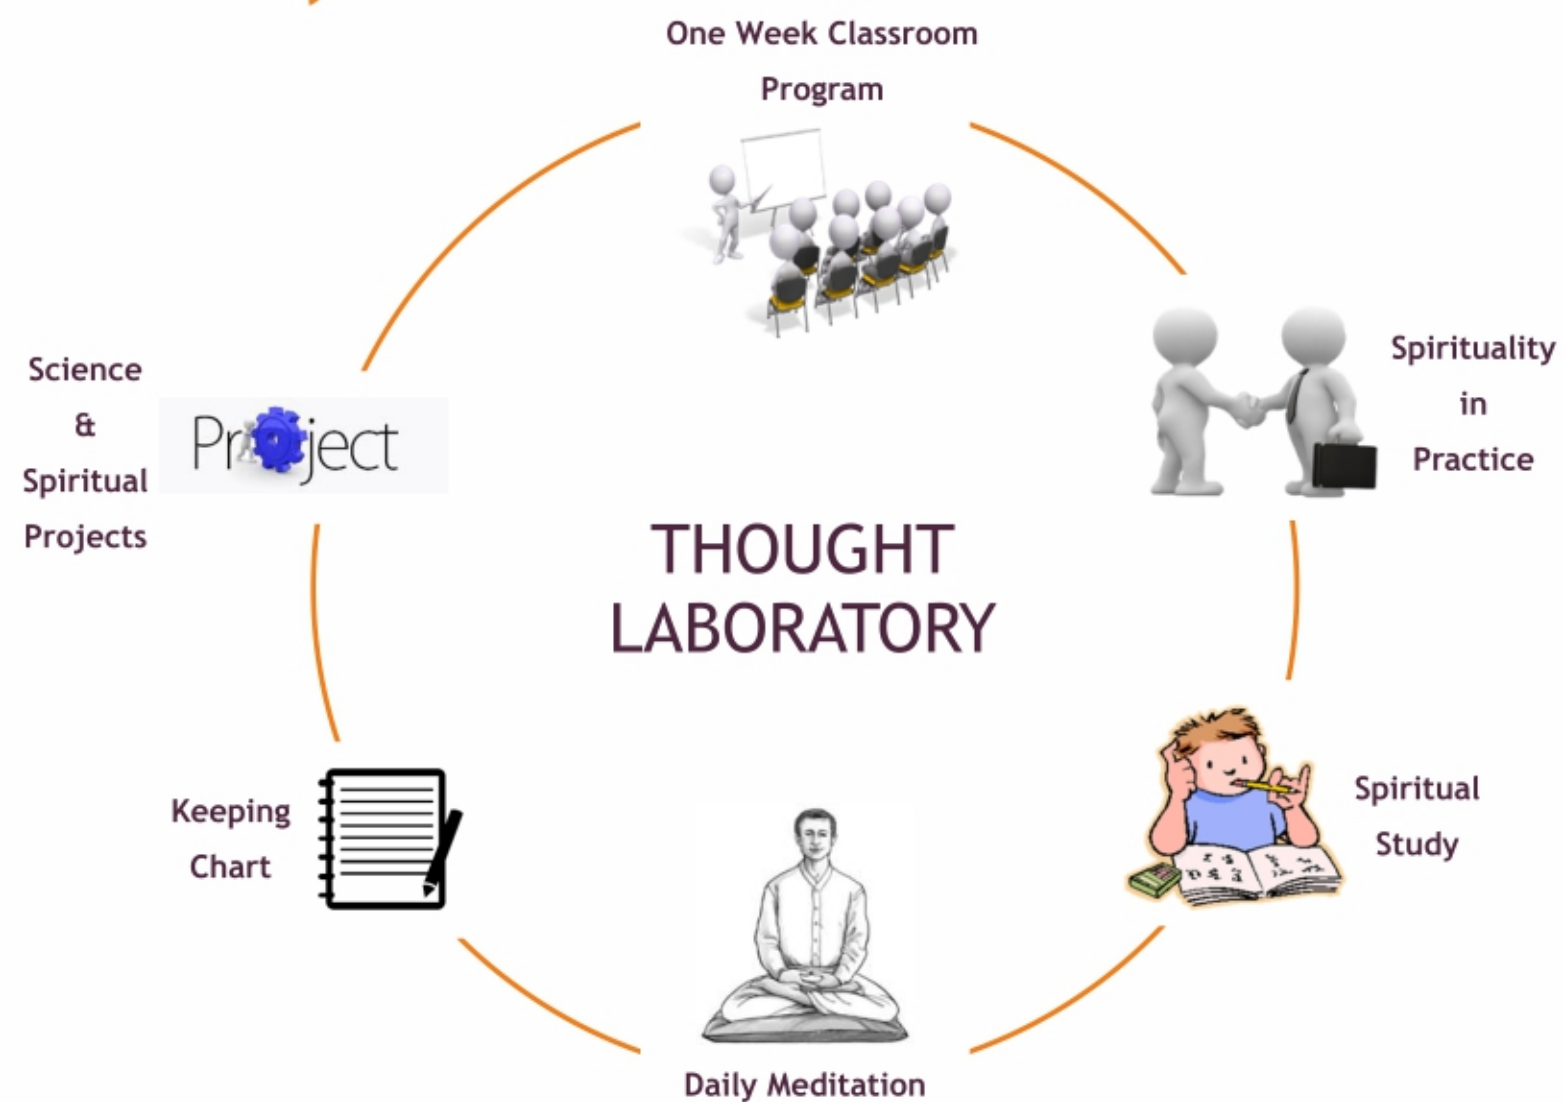 One Week Classroom
Program
Spirituality
in
Practice
Spiritual
Study
Daily Meditation
Keeping
Chart
Science
&
Spiritual
Projects
Project
THOUGHT
LABORATORY